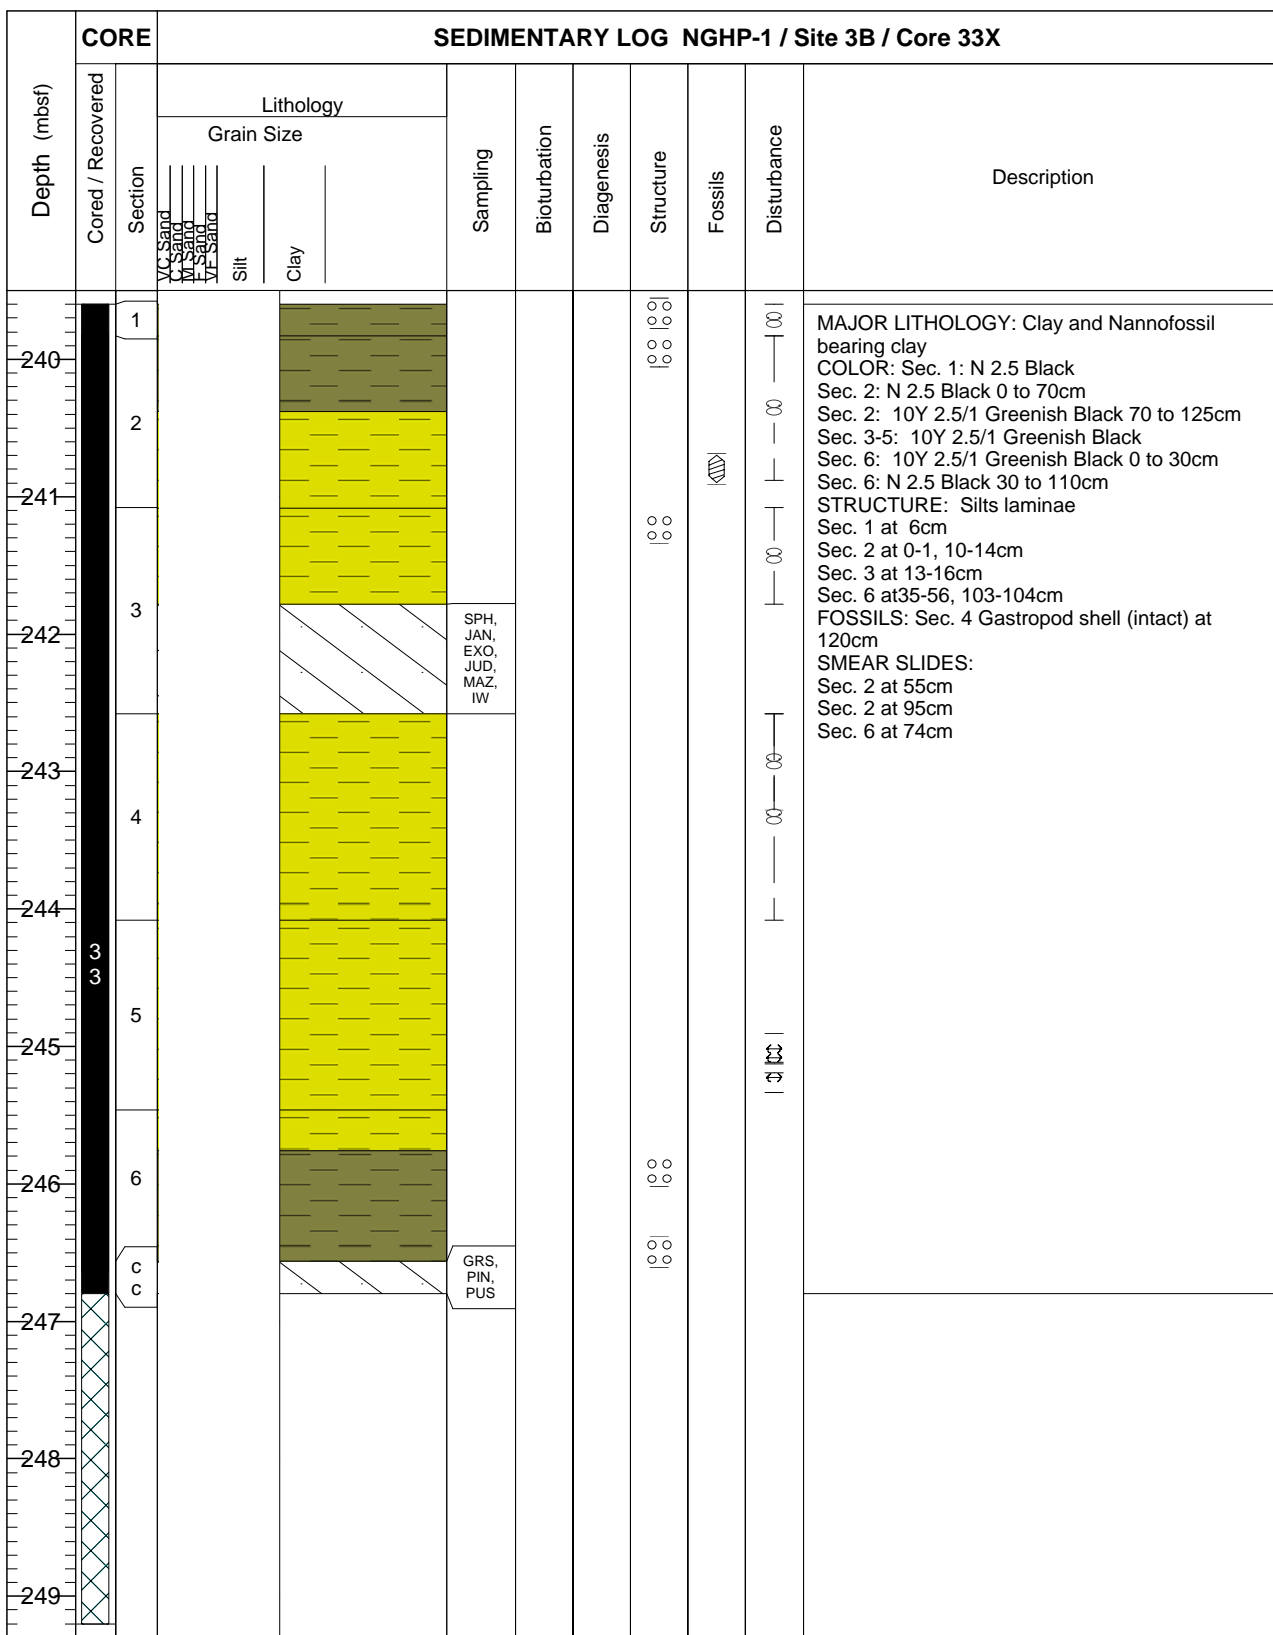 CORE
SEDIMENTARY LOG NGHP-1 / Site 3B / Core 33X
Depth (mbsf)
Cored / Recovered
Section
Lithology
Grain Size
VC Sand
C Sand
M Sand
F Sand
VF Sand
Silt
Clay
Sampling
Bioturbation
Diagenesis
Structure
Fossils
Disturbance
Description
240
241
242
243
244
245
246
247
248
249
3
3
1
2
3
4
5
6
c
c
SPH,
JAN,
EXO,
JUD,
MAZ,
IW
GRS,
PIN,
PUS
MAJOR LITHOLOGY: Clay and Nannofossil
bearing clay
COLOR: Sec. 1: N 2.5 Black
Sec. 2: N 2.5 Black 0 to 70cm
Sec. 2: 10Y 2.5/1 Greenish Black 70 to 125cm
Sec. 3-5: 10Y 2.5/1 Greenish Black
Sec. 6: 10Y 2.5/1 Greenish Black 0 to 30cm
Sec. 6: N 2.5 Black 30 to 110cm
STRUCTURE: Silts laminae
Sec. 1 at 6cm
Sec. 2 at 0-1, 10-14cm
Sec. 3 at 13-16cm
Sec. 6 at35-56, 103-104cm
FOSSILS: Sec. 4 Gastropod shell (intact) at
120cm
SMEAR SLIDES:
Sec. 2 at 55cm
Sec. 2 at 95cm
Sec. 6 at 74cm